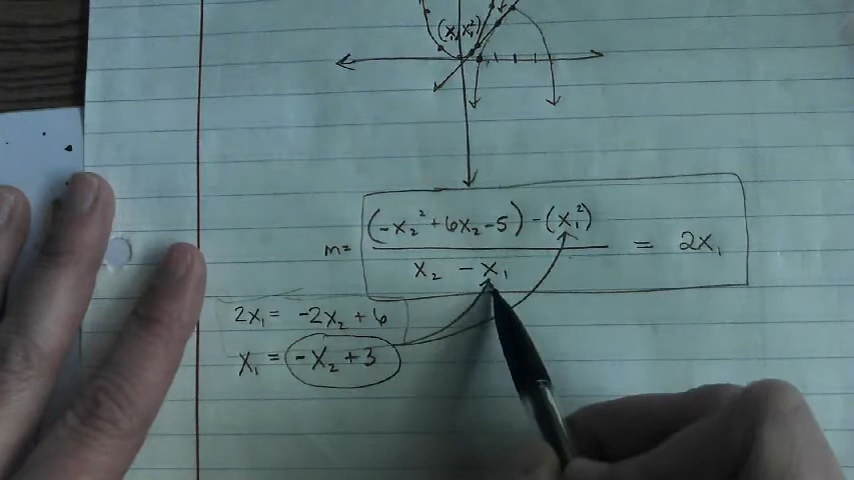 (x₁, x₁²)
m = ((-x₂² + 6x₂ - 5) - (x₁²)) / (x₂ - x₁) = 2x₁
2x₁ = -2x₂ + 6
x₁ = -x₂ + 3